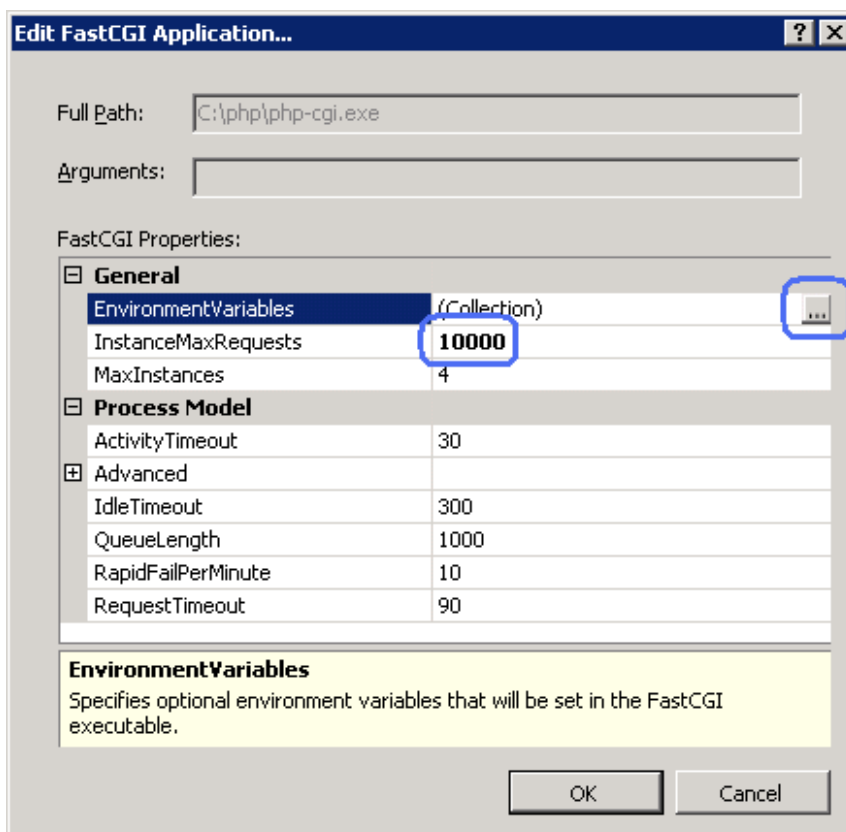 Edit FastCGI Application...
Full Path: C:\php\php-cgi.exe
Arguments:
FastCGI Properties:
General
EnvironmentVariables (Collection) ...
InstanceMaxRequests 10000
MaxInstances 4
Process Model
ActivityTimeout 30
Advanced
IdleTimeout 300
QueueLength 1000
RapidFailPerMinute 10
RequestTimeout 90
EnvironmentVariables
Specifies optional environment variables that will be set in the FastCGI
executable.
OK Cancel